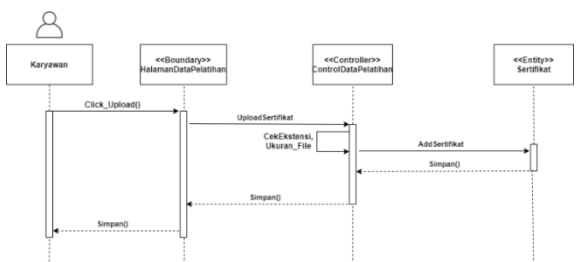 Karyawan
<<Boundary>>
HalamanDataPelatihan
<<Controller>>
ControlDataPelatihan
<<Entity>>
Sertifikat
Click_Upload()
UploadSertifikat
CekEkstensi,
Ukuran_File
AddSertifikat
Simpan()
Simpan()
Simpan()